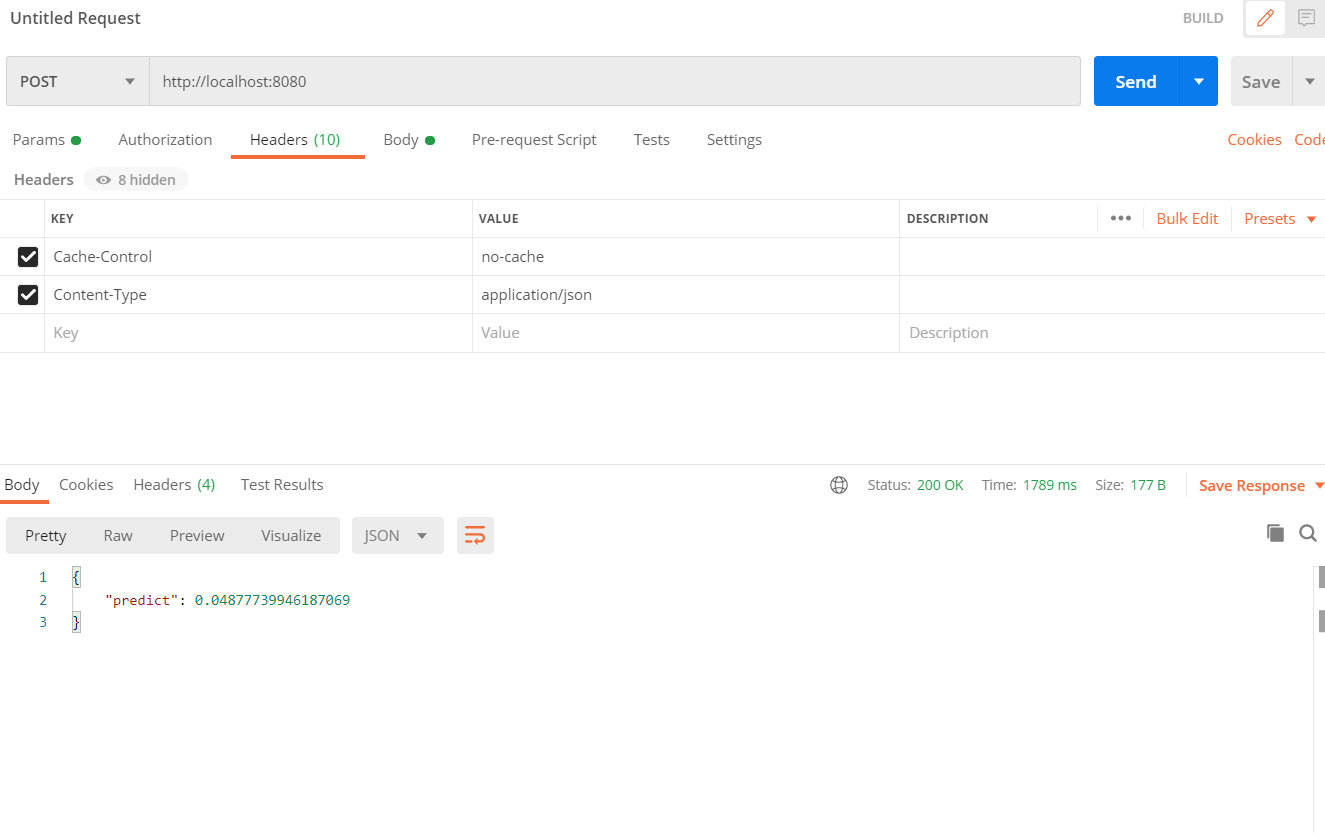 Untitled Request BUILD
POST http://localhost:8080 Send Save
Params Authorization Headers (10) Body Pre-request Script Tests Settings Cookies Code
Headers 8 hidden
KEY VALUE DESCRIPTION ••• Bulk Edit Presets
Cache-Control no-cache
Content-Type application/json
Key Value Description
Body Cookies Headers (4) Test Results Status: 200 OK Time: 1789 ms Size: 177 B Save Response
Pretty Raw Preview Visualize JSON
1 {
2 "predict": 0.04877739946187069
3 }